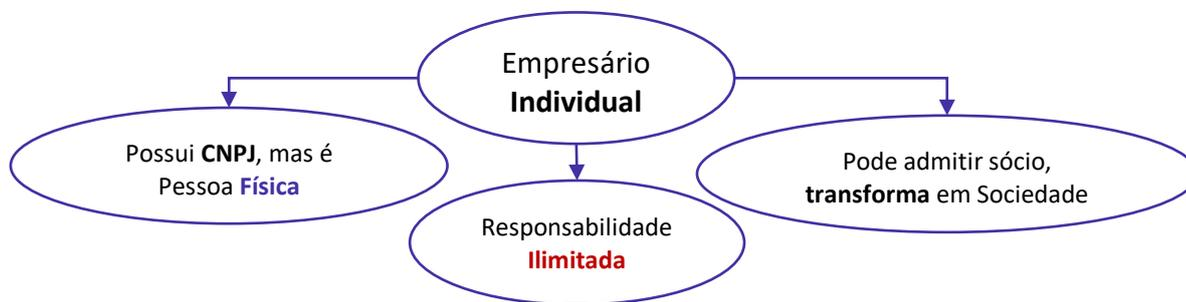 Empresário
Individual
Possui CNPJ, mas é
Pessoa Física
Pode admitir sócio,
transforma em Sociedade
Responsabilidade
Ilimitada